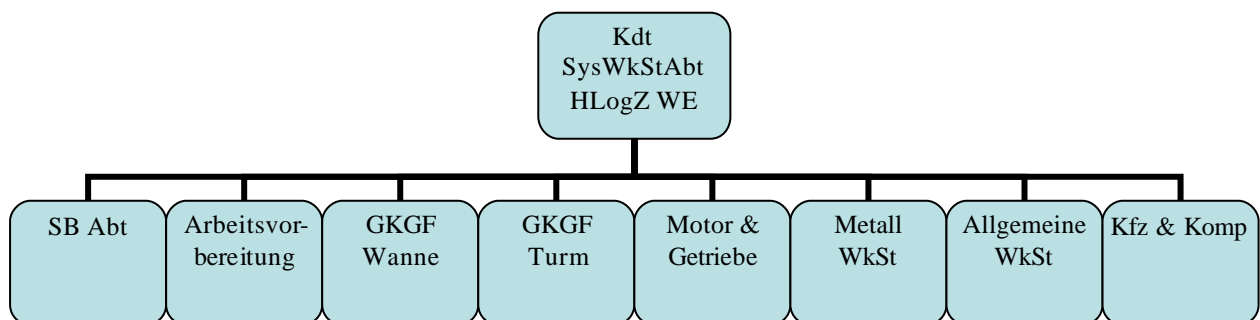 Kdt
SysWkStAbt
HLogZ WE
SB Abt
Arbeitsvor-
bereitung
GKGF
Wanne
GKGF
Turm
Motor &
Getriebe
Metall
WkSt
Allgemeine
WkSt
Kfz & Komp